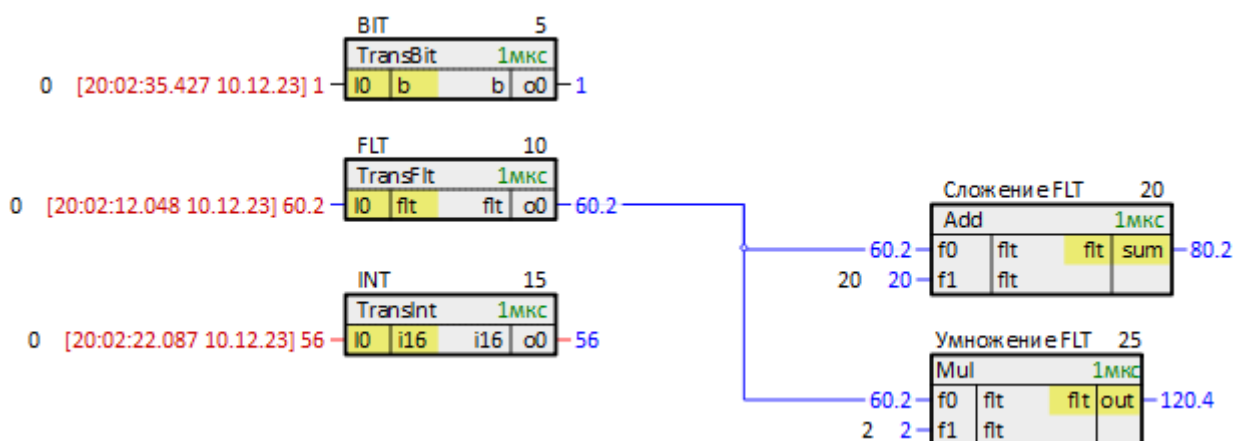 BIT 5
TransBit 1мкс
0 [20:02:35.427 10.12.23] 1 I0 b b o0 1
FLT 10
TransFlt 1мкс
0 [20:02:12.048 10.12.23] 60.2 I0 flt flt o0 60.2
INT 15
TransInt 1мкс
0 [20:02:22.087 10.12.23] 56 I0 i16 i16 o0 56
Сложение FLT 20
Add 1мкс
60.2 f0 flt flt sum 80.2
20 20 f1 flt
Умножение FLT 25
Mul 1мкс
60.2 f0 flt flt out 120.4
2 2 f1 flt